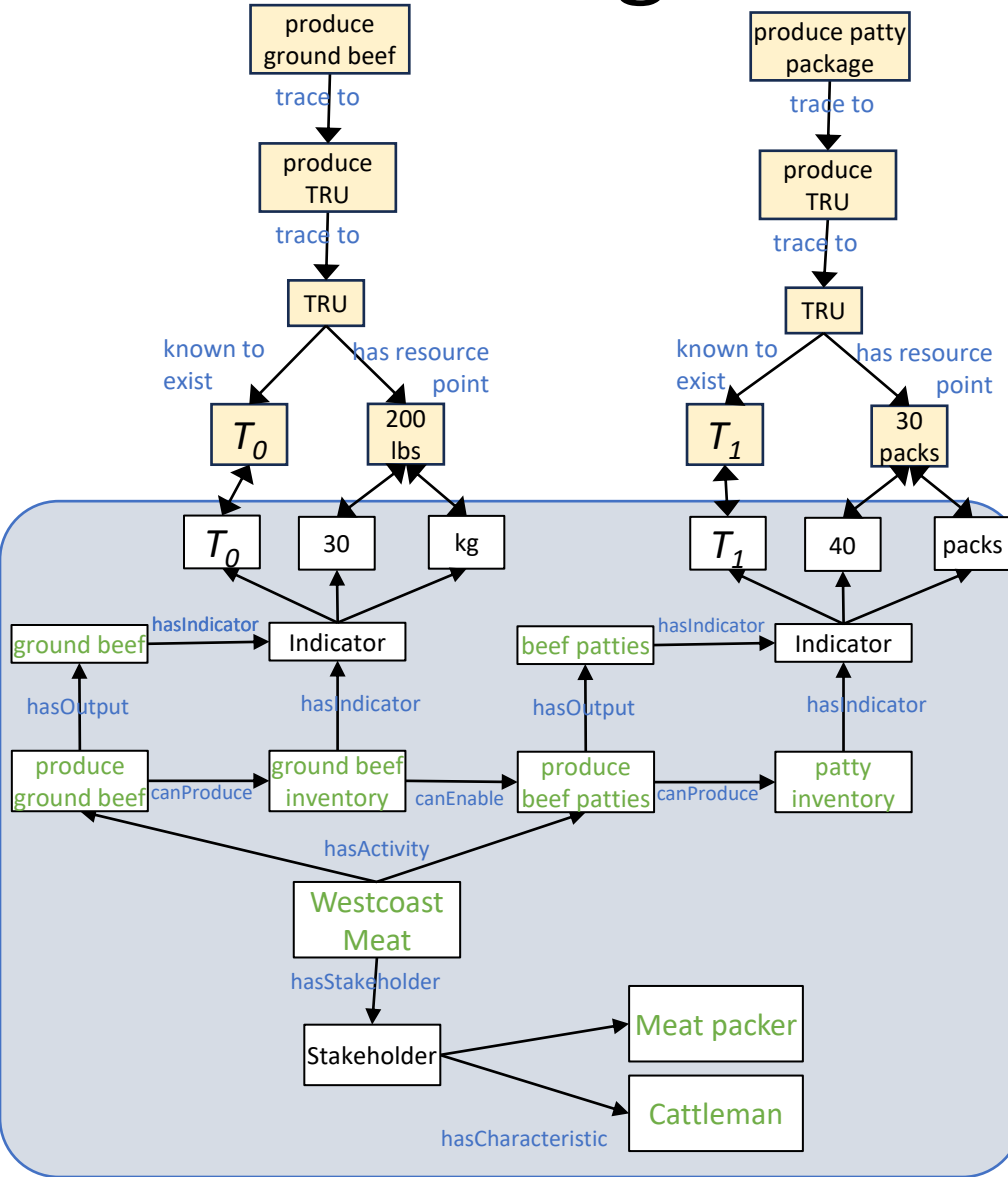 g
produce
ground beef
produce patty
package
trace to
trace to
produce
TRU
produce
TRU
trace to
trace to
TRU
TRU
known to
exist
has resource
point
known to
exist
has resource
point
T0
200
lbs
T1
30
packs
T0
30
kg
T1
40
packs
ground beef
hasIndicator
Indicator
beef patties
hasIndicator
Indicator
hasOutput
hasIndicator
hasOutput
hasIndicator
produce
ground beef
canProduce
ground beef
inventory
canEnable
produce
beef patties
canProduce
patty
inventory
hasActivity
Westcoast
Meat
hasStakeholder
Stakeholder
Meat packer
Cattleman
hasCharacteristic